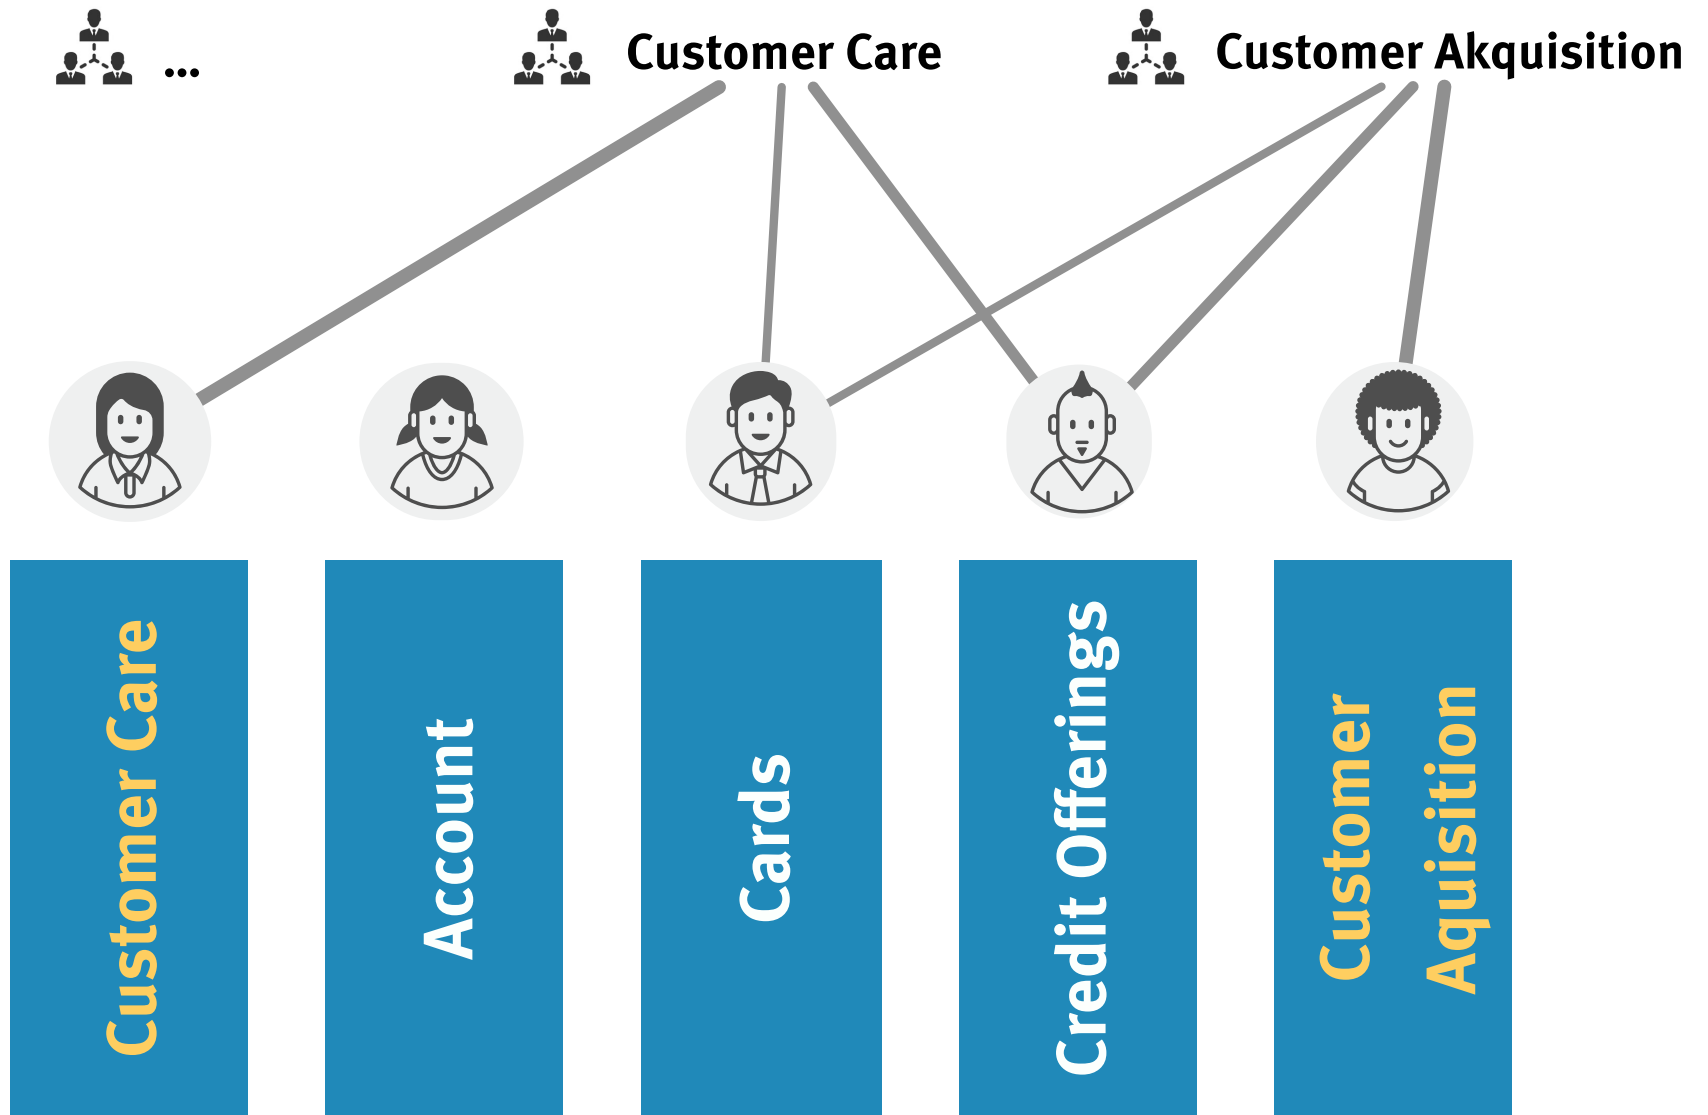 ...
Customer Care
Customer Akquisition
Customer Care
Account
Cards
Credit Offerings
Customer
Aquisition